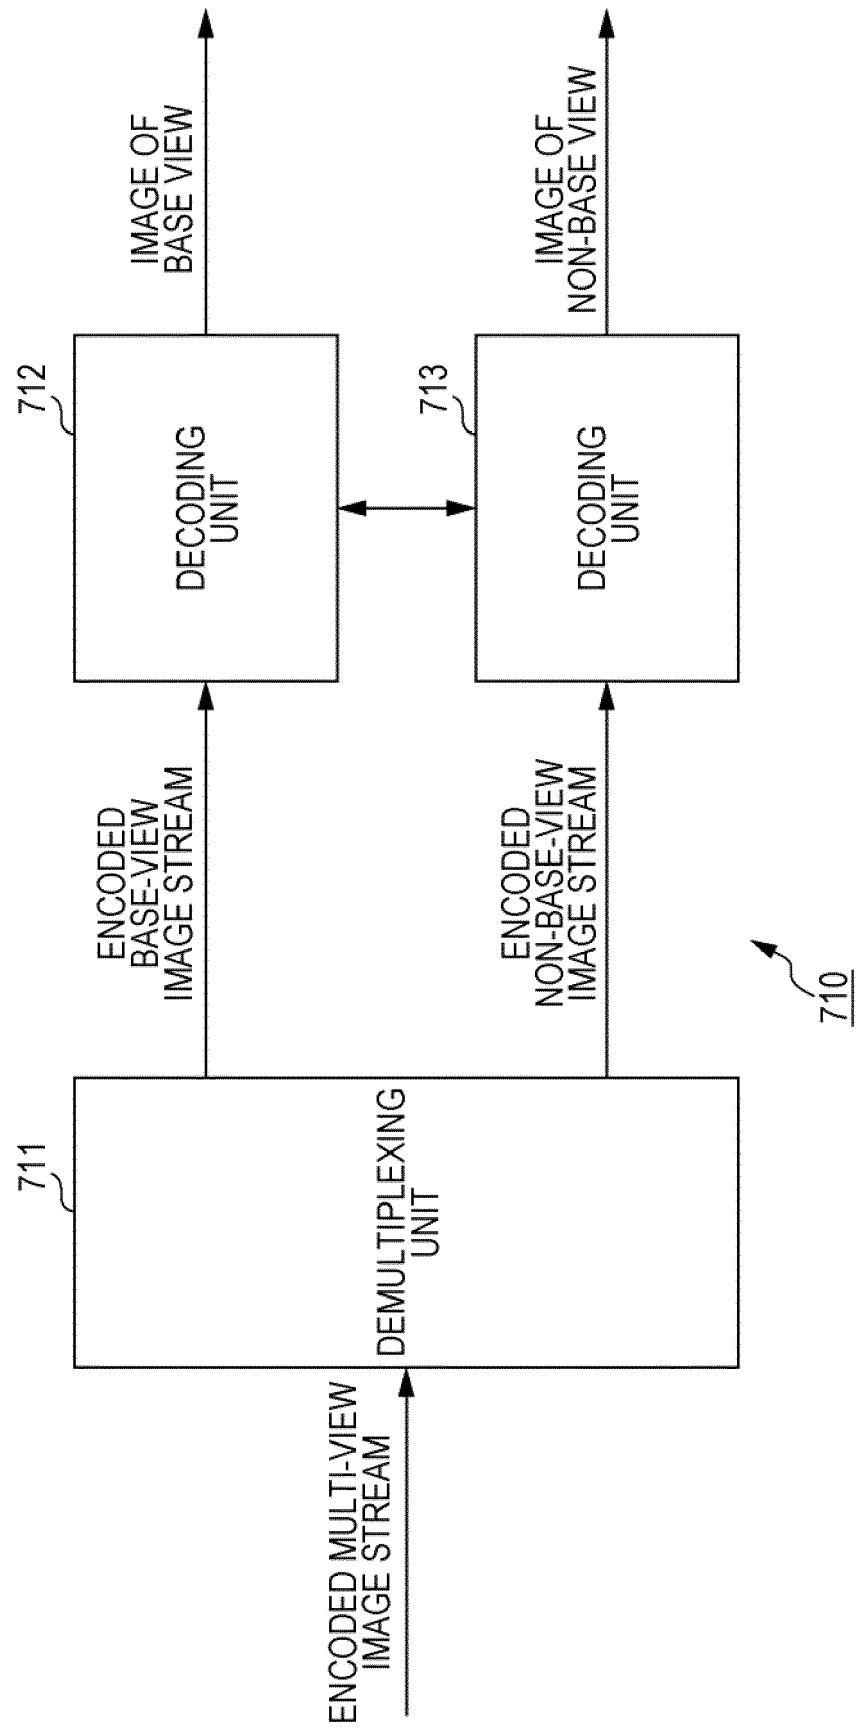 ENCODED MULTI-VIEW
IMAGE STREAM
711
DEMULTIPLEXING
UNIT
ENCODED
BASE-VIEW
IMAGE STREAM
712
DECODING
UNIT
IMAGE OF
BASE VIEW
ENCODED
NON-BASE-VIEW
IMAGE STREAM
713
DECODING
UNIT
IMAGE OF
NON-BASE VIEW
710